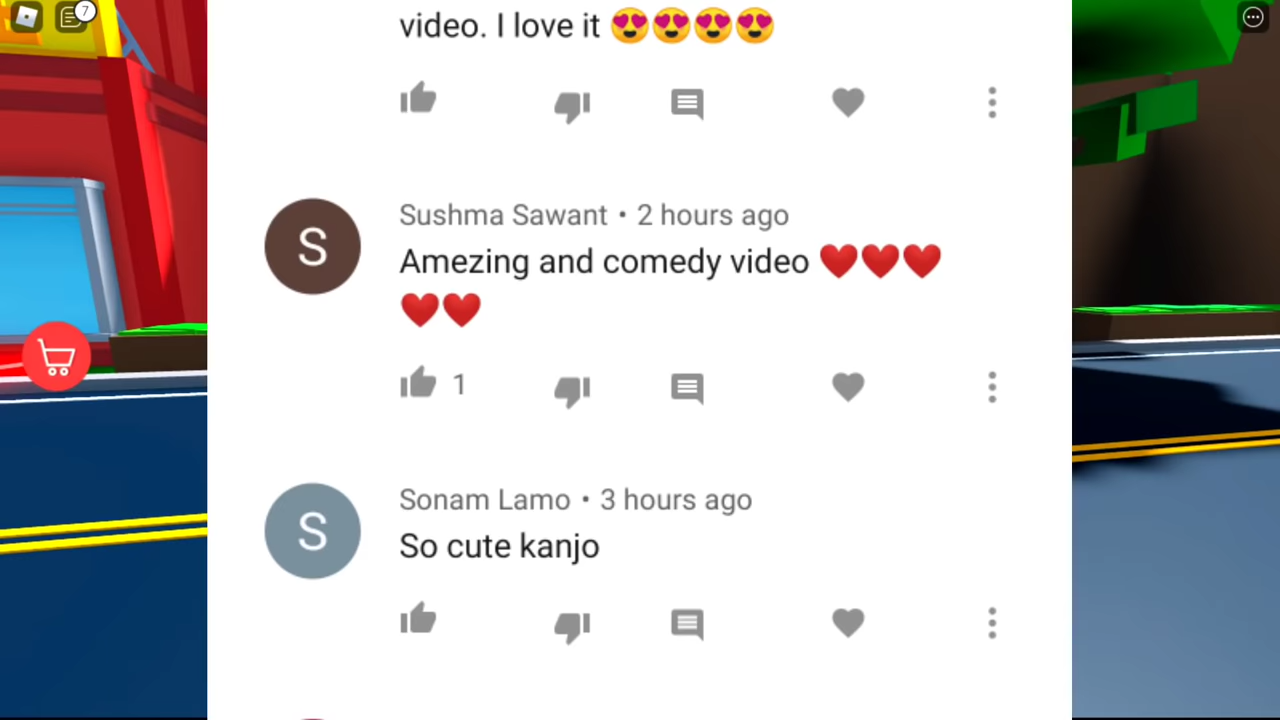 7
video. I love it 😍😍😍😍
S
Sushma Sawant • 2 hours ago
Amezing and comedy video ❤️❤️❤️
❤️❤️
1
S
Sonam Lamo • 3 hours ago
So cute kanjo